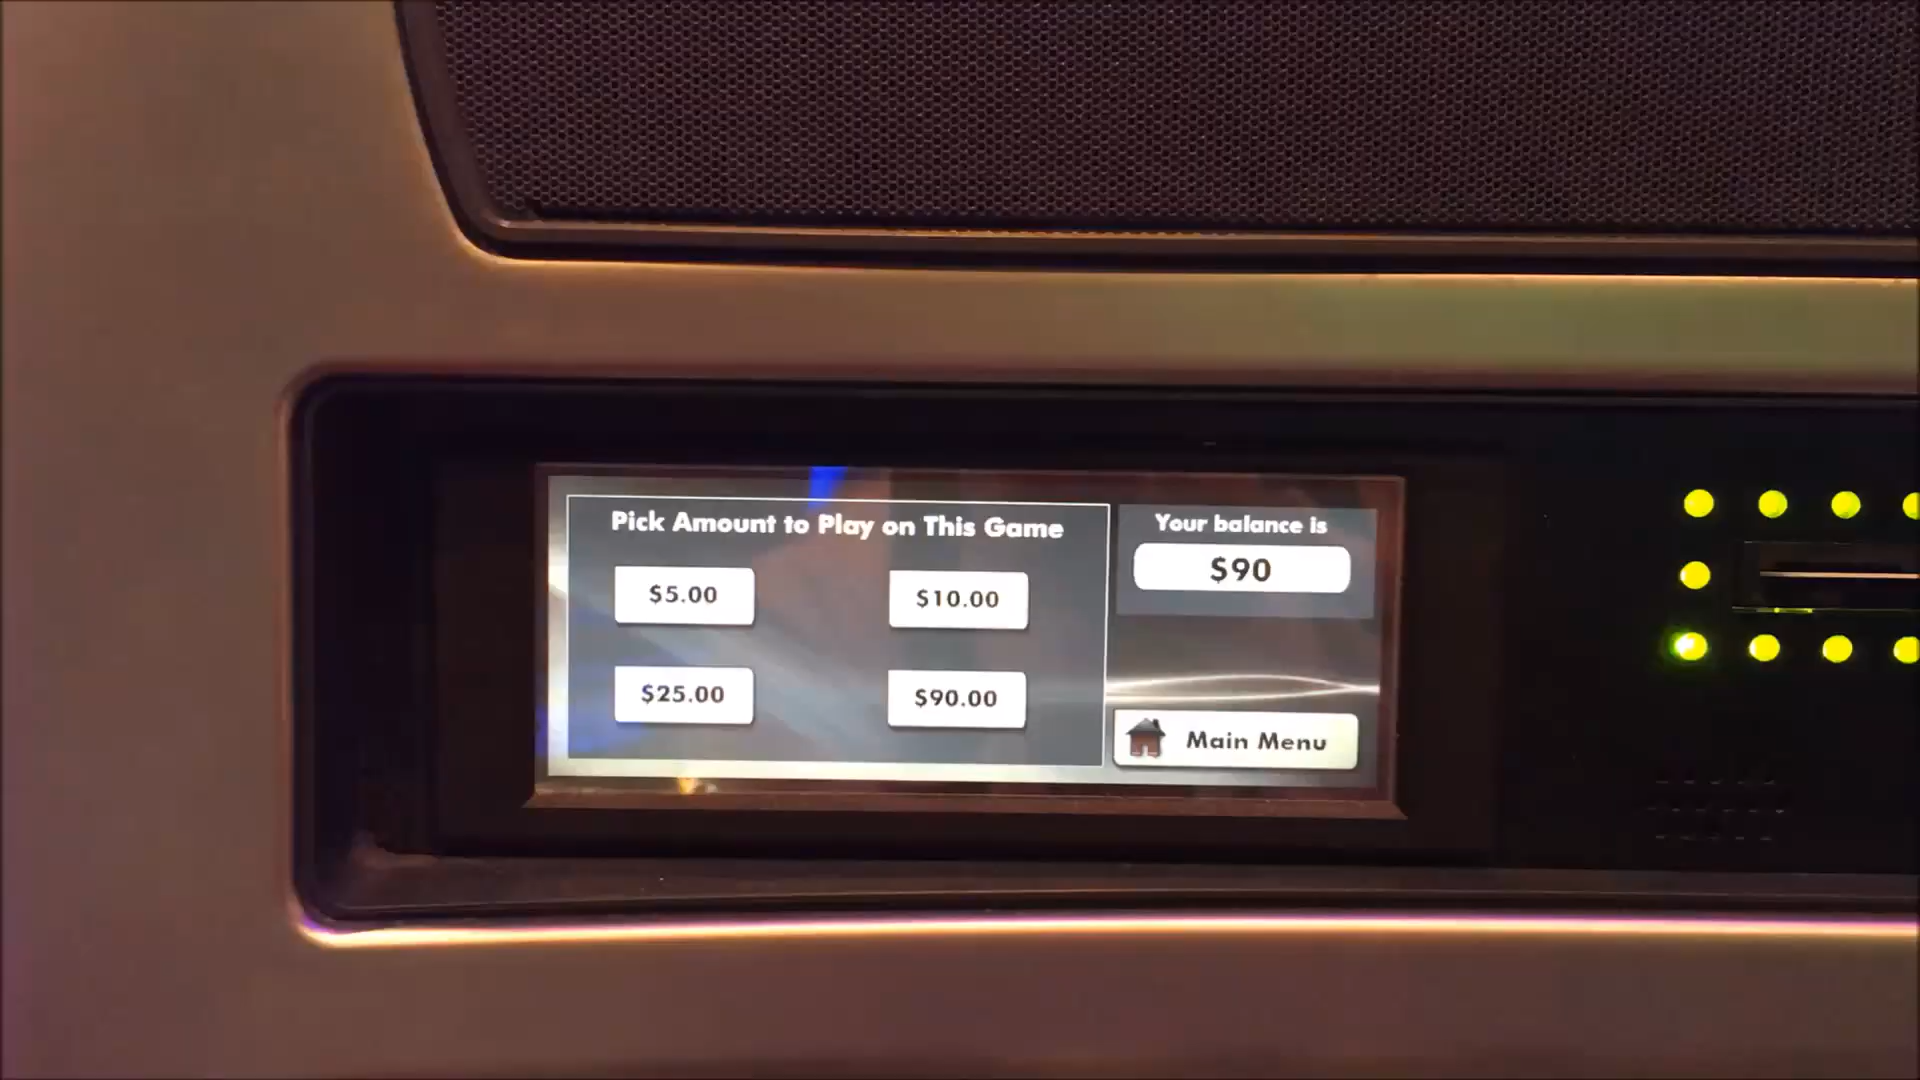 Pick Amount to Play on This Game
$5.00
$10.00
$25.00
$90.00
Your balance is
$90
Main Menu